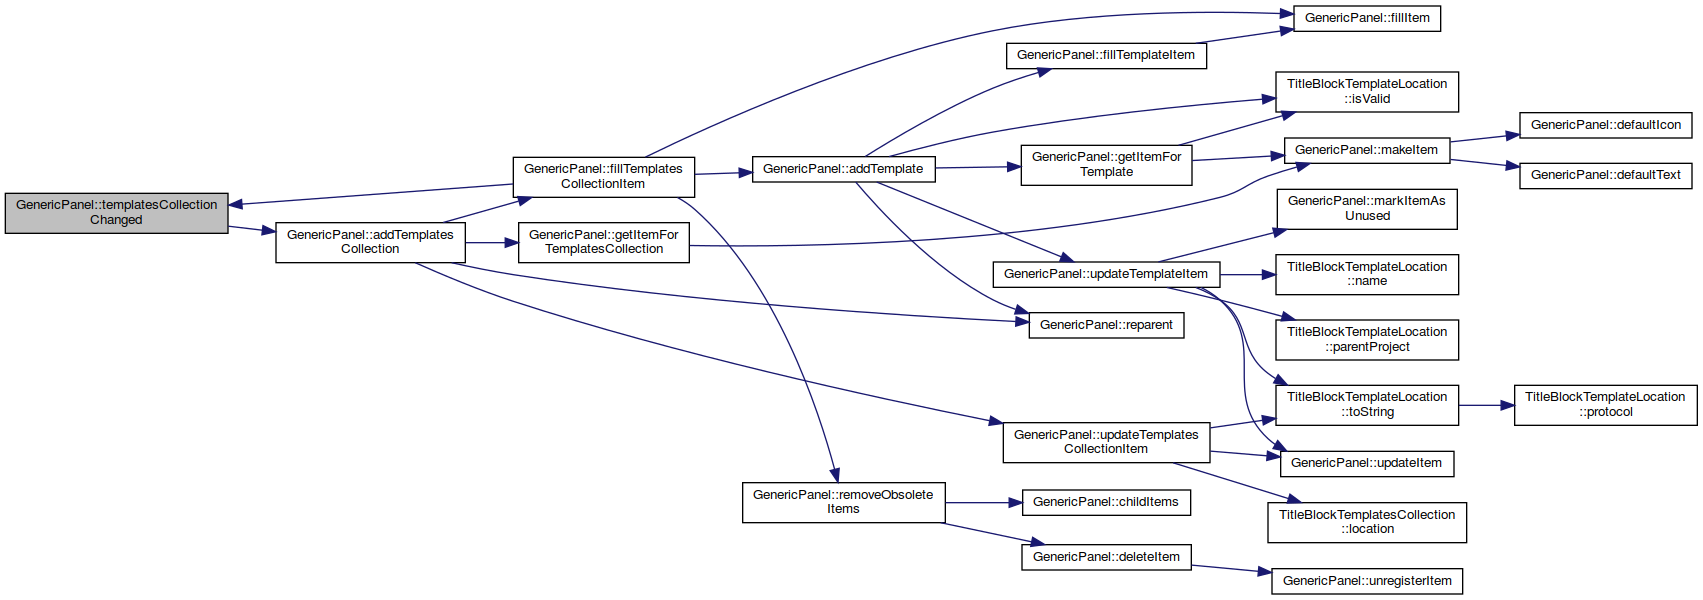 GenericPanel::templatesCollection
Changed
GenericPanel::addTemplates
Collection
GenericPanel::fillTemplates
CollectionItem
GenericPanel::getItemFor
TemplatesCollection
GenericPanel::addTemplate
GenericPanel::removeObsolete
Items
GenericPanel::fillTemplateItem
GenericPanel::getItemFor
Template
GenericPanel::updateTemplateItem
GenericPanel::reparent
GenericPanel::updateTemplates
CollectionItem
GenericPanel::childItems
GenericPanel::deleteItem
GenericPanel::fillItem
TitleBlockTemplateLocation
::isValid
GenericPanel::makeItem
GenericPanel::markItemAs
Unused
TitleBlockTemplateLocation
::name
TitleBlockTemplateLocation
::parentProject
TitleBlockTemplateLocation
::toString
GenericPanel::updateItem
TitleBlockTemplatesCollection
::location
GenericPanel::unregisterItem
GenericPanel::defaultIcon
GenericPanel::defaultText
TitleBlockTemplateLocation
::protocol